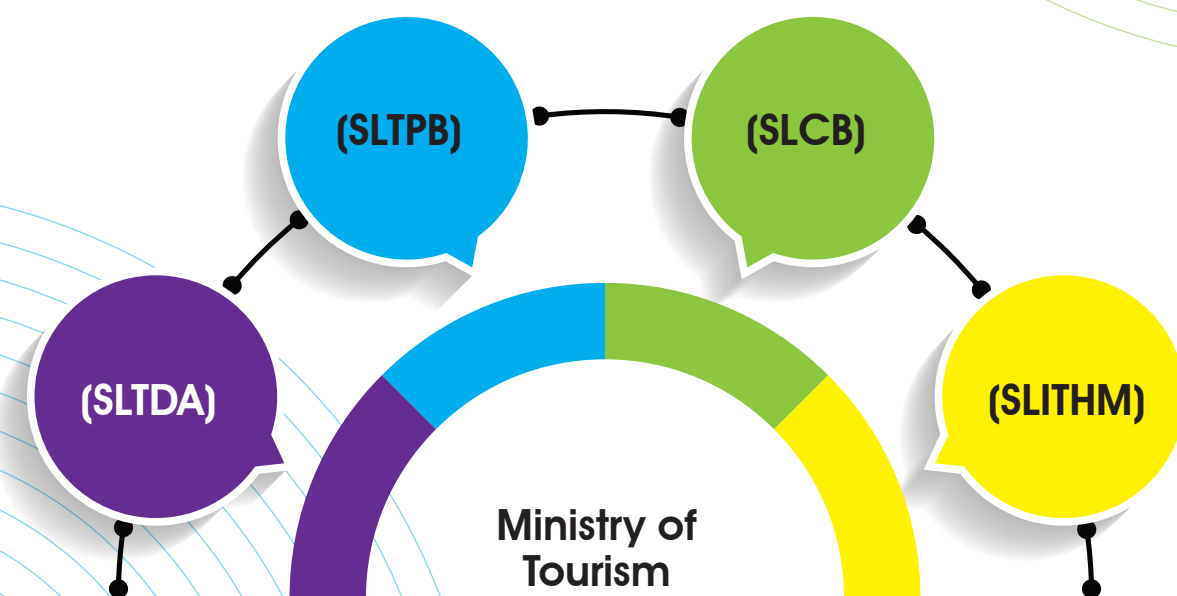 (SLTPB)
(SLCB)
(SLTDA)
(SLITHM)
Ministry of
Tourism